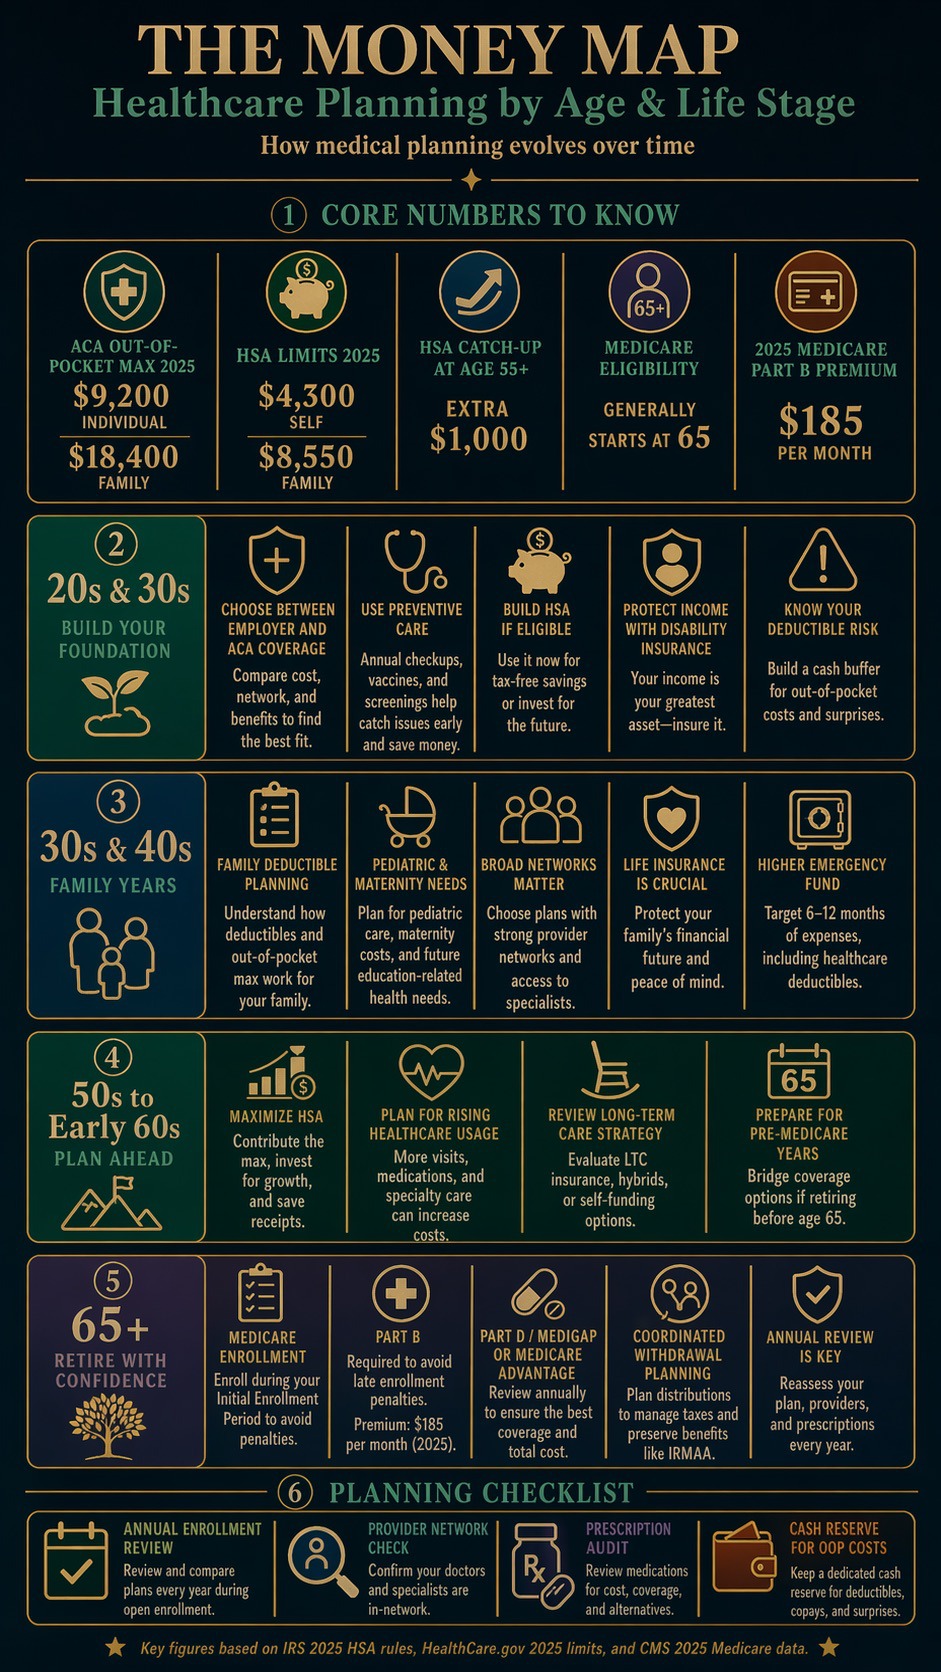 THE MONEY MAP
Healthcare Planning by Age & Life Stage
How medical planning evolves over time
1 CORE NUMBERS TO KNOW
ACA OUT-OF-
POCKET MAX 2025
$9,200
INDIVIDUAL
$18,400
FAMILY
$
HSA LIMITS 2025
$4,300
SELF
$8,550
FAMILY
HSA CATCH-UP
AT AGE 55+
EXTRA
$1,000
65+
MEDICARE
ELIGIBILITY
GENERALLY
STARTS AT 65
2025 MEDICARE
PART B PREMIUM
$185
PER MONTH
2
20s & 30s
BUILD YOUR
FOUNDATION
CHOOSE BETWEEN
EMPLOYER AND
ACA COVERAGE
Compare cost,
network, and
benefits to find
the best fit.
USE PREVENTIVE
CARE
Annual checkups,
vaccines, and
screenings help
catch issues early
and save money.
$
BUILD HSA
IF ELIGIBLE
Use it now for
tax-free savings
or invest for
the future.
PROTECT INCOME
WITH DISABILITY
INSURANCE
Your income is
your greatest
asset—insure it.
KNOW YOUR
DEDUCTIBLE RISK
Build a cash buffer
for out-of-pocket
costs and surprises.
3
30s & 40s
FAMILY YEARS
FAMILY DEDUCTIBLE
PLANNING
Understand how
deductibles and
out-of-pocket
max work for
your family.
PEDIATRIC &
MATERNITY NEEDS
Plan for pediatric
care, maternity
costs, and future
education-related
health needs.
BROAD NETWORKS
MATTER
Choose plans with
strong provider
networks and
access to
specialists.
LIFE INSURANCE
IS CRUCIAL
Protect your
family's financial
future and
peace of mind.
HIGHER EMERGENCY
FUND
Target 6–12 months
of expenses,
including healthcare
deductibles.
4
50s to
Early 60s
PLAN AHEAD
$
MAXIMIZE HSA
Contribute the
max, invest
for growth,
and save
receipts.
PLAN FOR RISING
HEALTHCARE USAGE
More visits,
medications, and
specialty care
can increase
costs.
REVIEW LONG-TERM
CARE STRATEGY
Evaluate LTC
insurance, hybrids,
or self-funding
options.
65
PREPARE FOR
PRE-MEDICARE
YEARS
Bridge coverage
options if retiring
before age 65.
5
65+
RETIRE WITH
CONFIDENCE
MEDICARE
ENROLLMENT
Enroll during your
Initial Enrollment
Period to avoid
penalties.
PART B
Required to avoid
late enrollment
penalties.
Premium: $185
per month (2025).
PART D / MEDIGAP
OR MEDICARE
ADVANTAGE
Review annually
to ensure the best
coverage and
total cost.
COORDINATED
WITHDRAWAL
PLANNING
Plan distributions
to manage taxes and
preserve benefits
like IRMAA.
ANNUAL REVIEW
IS KEY
Reassess your
plan, providers,
and prescriptions
every year.
6 PLANNING CHECKLIST
ANNUAL ENROLLMENT
REVIEW
Review and compare
plans every year during
open enrollment.
PROVIDER NETWORK
CHECK
Confirm your doctors
and specialists are
in-network.
Rx
PRESCRIPTION
AUDIT
Review medications
for cost, coverage,
and alternatives.
CASH RESERVE
FOR OOP COSTS
Keep a dedicated cash
reserve for deductibles,
copays, and surprises.
Key figures based on IRS 2025 HSA rules, HealthCare.gov 2025 limits, and CMS 2025 Medicare data.